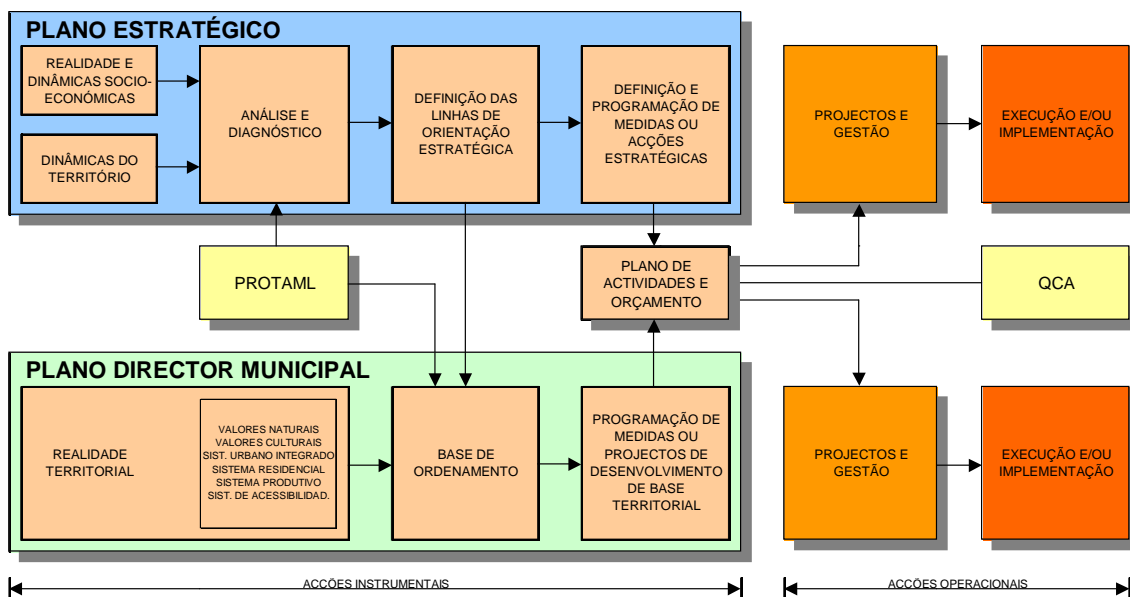 PLANO ESTRATÉGICO
REALIDADE E
DINÂMICAS SOCIO-
ECONÓMICAS
DINÂMICAS DO
TERRITÓRIO
ANÁLISE E
DIAGNÓSTICO
DEFINIÇÃO DAS
LINHAS DE
ORIENTAÇÃO
ESTRATÉGICA
DEFINIÇÃO E
PROGRAMAÇÃO DE
MEDIDAS OU
ACÇÕES
ESTRATÉGICAS
PROJECTOS E
GESTÃO
EXECUÇÃO E/OU
IMPLEMENTAÇÃO
PROTAML
PLANO DE
ACTIVIDADES E
ORÇAMENTO
QCA
PLANO DIRECTOR MUNICIPAL
REALIDADE
TERRITORIAL
VALORES NATURAIS
VALORES CULTURAIS
SIST. URBANO INTEGRADO
SISTEMA RESIDENCIAL
SISTEMA PRODUTIVO
SIST. DE ACESSIBILIDAD.
BASE DE
ORDENAMENTO
PROGRAMAÇÃO DE
MEDIDAS OU
PROJECTOS DE
DESENVOLVIMENTO
DE BASE
TERRITORIAL
PROJECTOS E
GESTÃO
EXECUÇÃO E/OU
IMPLEMENTAÇÃO
ACCÕES INSTRUMENTAIS
ACCÕES OPERACIONAIS